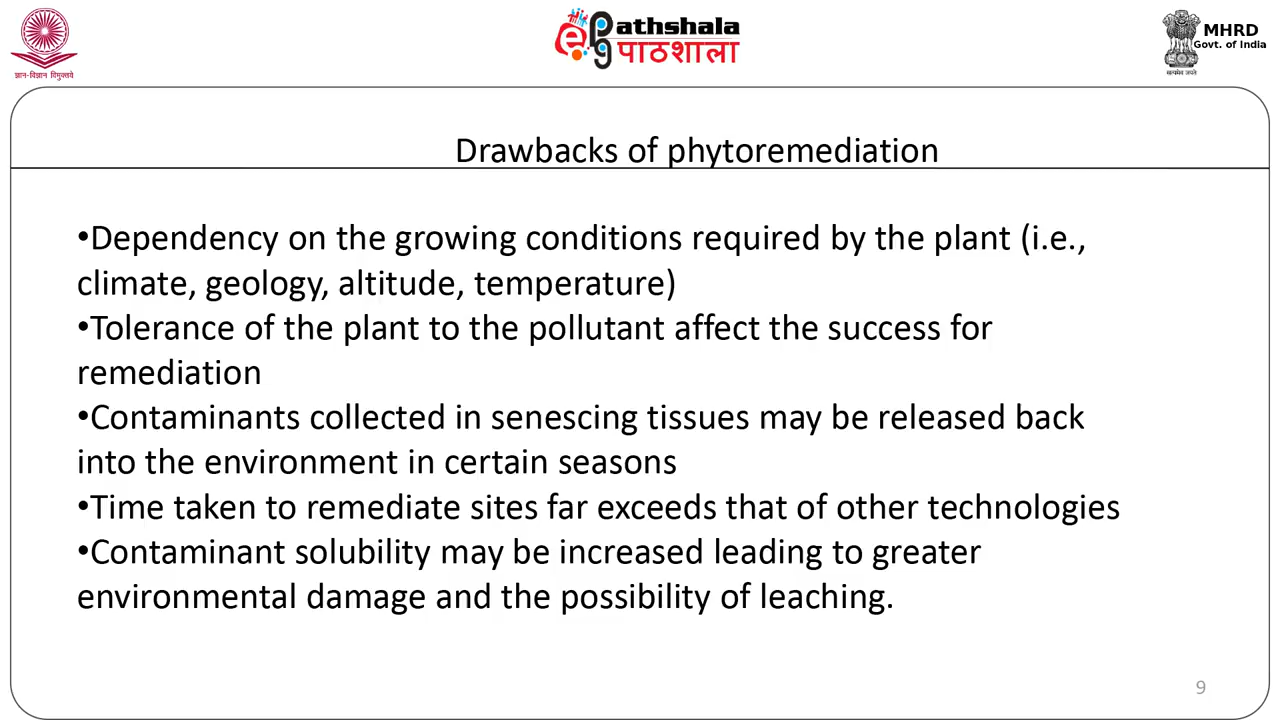 ज्ञान-विज्ञान विमुक्तये
ePG Pathshala
पाठशाला
MHRD
Govt. of India
सत्यमेव जयते
Drawbacks of phytoremediation
•Dependency on the growing conditions required by the plant (i.e.,
climate, geology, altitude, temperature)
•Tolerance of the plant to the pollutant affect the success for
remediation
•Contaminants collected in senescing tissues may be released back
into the environment in certain seasons
•Time taken to remediate sites far exceeds that of other technologies
•Contaminant solubility may be increased leading to greater
environmental damage and the possibility of leaching.
9